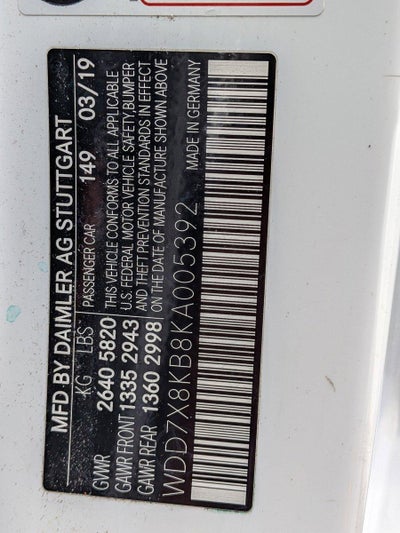 MFD BY DAIMLER AG STUTTGART
KG LBS PASSENGER CAR 149 03/19
GVWR 2640 5820 THIS VEHICLE CONFORMS TO ALL APPLICABLE
GAWR FRONT 1335 2943 U.S. FEDERAL MOTOR VEHICLE SAFETY, BUMPER
GAWR REAR 1360 2998 AND THEFT PREVENTION STANDARDS IN EFFECT
ON THE DATE OF MANUFACTURE SHOWN ABOVE
WDD7X8KB8KA005392 MADE IN GERMANY